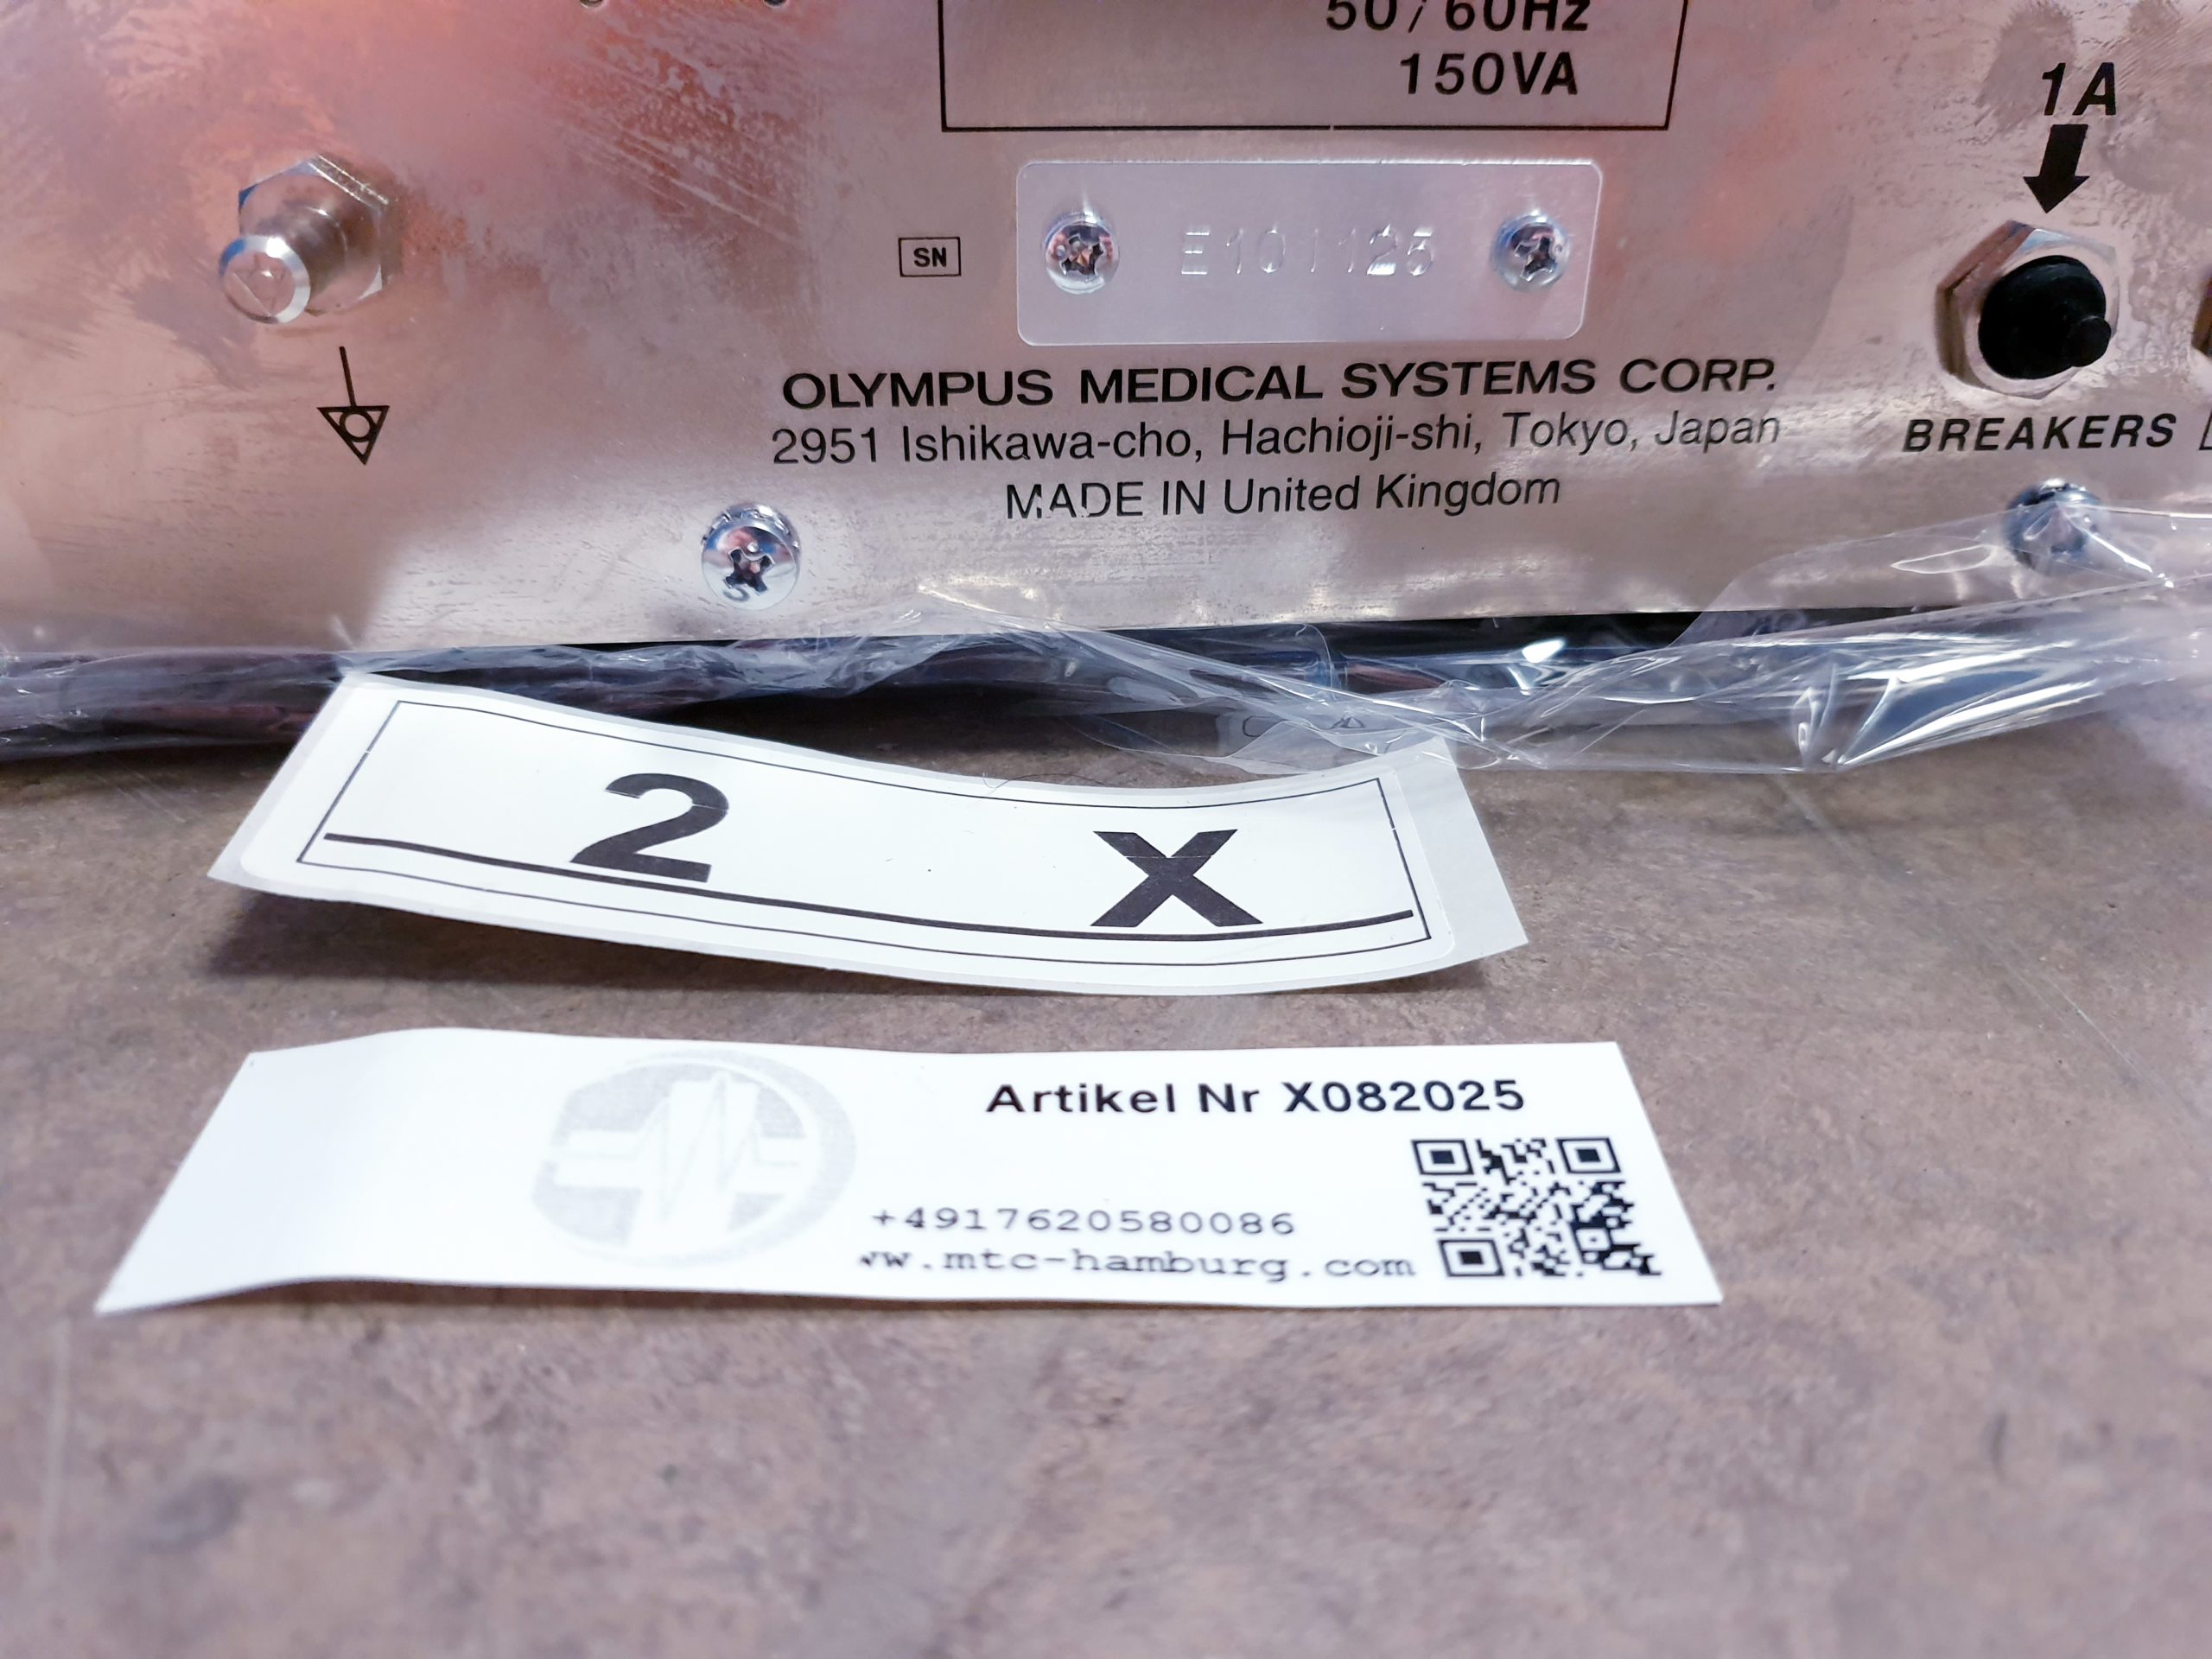 50/60Hz
150VA
1A
SN
E101125
OLYMPUS MEDICAL SYSTEMS CORP.
2951 Ishikawa-cho, Hachioji-shi, Tokyo, Japan
MADE IN United Kingdom
BREAKERS
2 X
Artikel Nr X082025
+4917620580086
w.mtc-hamburg.com